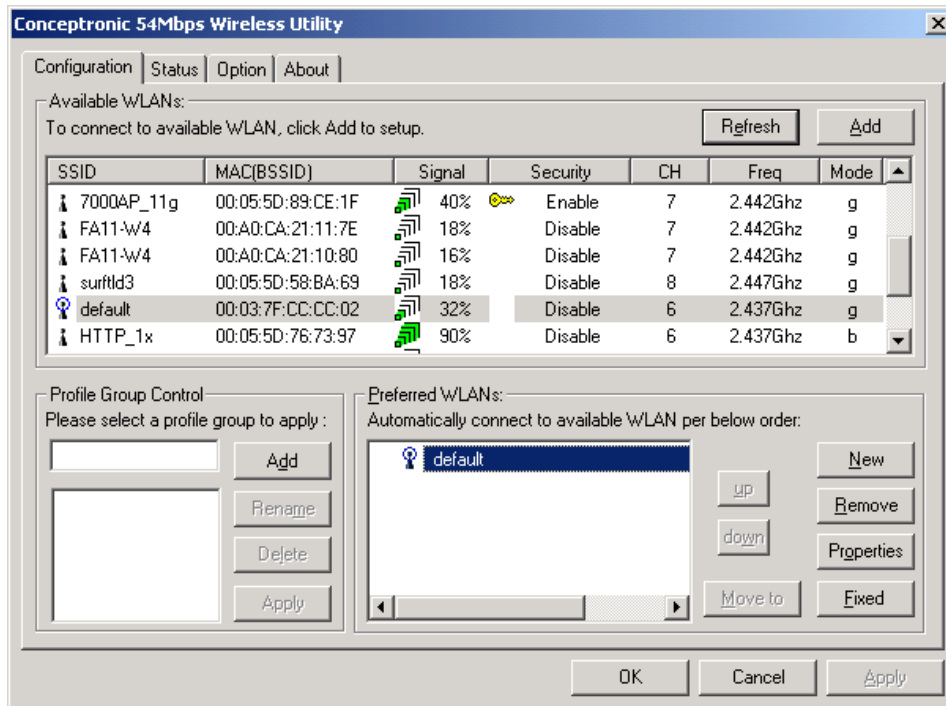 Conceptronic 54Mbps Wireless Utility
Configuration Status Option About
Available WLANs:
To connect to available WLAN, click Add to setup.
Refresh Add
SSID MAC(BSSID) Signal Security CH Freq Mode
7000AP_11g 00:05:5D:89:CE:1F 40% Enable 7 2.442Ghz g
FA11-W4 00:A0:CA:21:11:7E 18% Disable 7 2.442Ghz g
FA11-W4 00:A0:CA:21:10:80 16% Disable 7 2.442Ghz g
surftld3 00:05:5D:58:BA:69 18% Disable 8 2.447Ghz g
default 00:03:7F:CC:CC:02 32% Disable 6 2.437Ghz g
HTTP_1x 00:05:5D:76:73:97 90% Disable 6 2.437Ghz b
Profile Group Control
Please select a profile group to apply :
Add
Rename
Delete
Apply
Preferred WLANs:
Automatically connect to available WLAN per below order:
default
up
down
Move to
New
Remove
Properties
Fixed
OK Cancel Apply